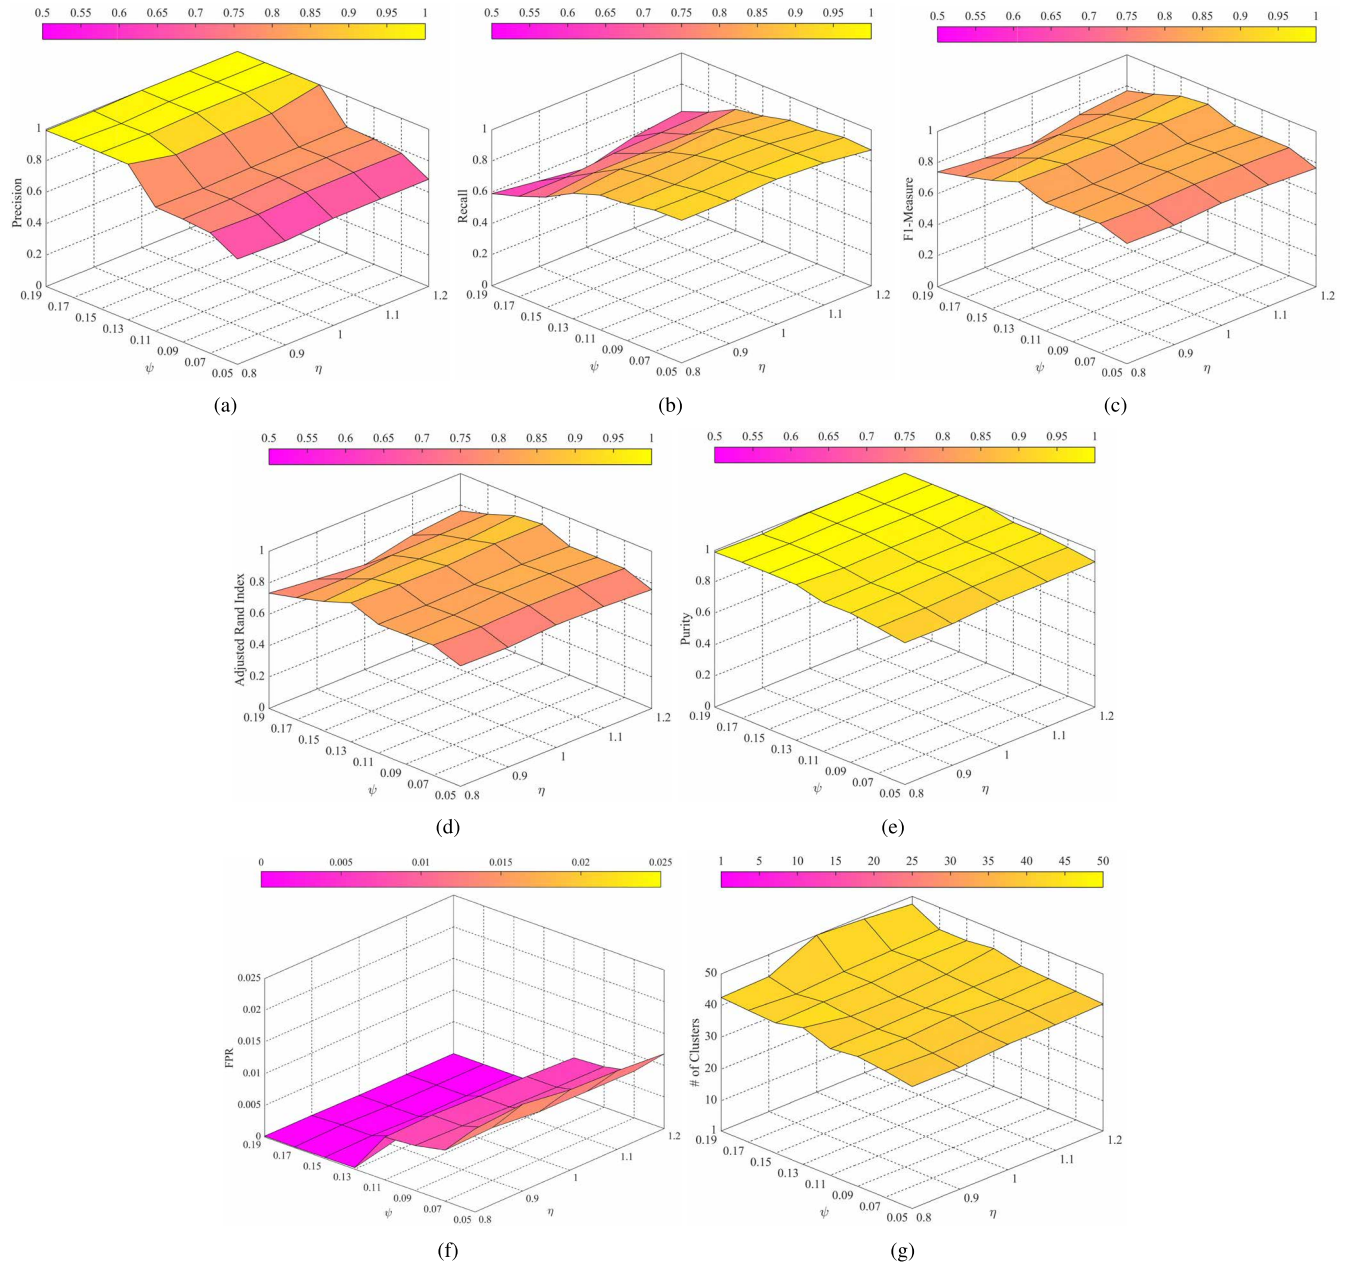 0.5 0.55 0.6 0.65 0.7 0.75 0.8 0.85 0.9 0.95 1
1
0.8
0.6
0.4
0.2
0
Precision
0.19 0.17 0.15 0.13 0.11 0.09 0.07 0.05
ψ
0.8 0.9 1 1.1 1.2
η
(a)
0.5 0.55 0.6 0.65 0.7 0.75 0.8 0.85 0.9 0.95 1
1
0.8
0.6
0.4
0.2
0
Recall
0.19 0.17 0.15 0.13 0.11 0.09 0.07 0.05
ψ
0.8 0.9 1 1.1 1.2
η
(b)
0.5 0.55 0.6 0.65 0.7 0.75 0.8 0.85 0.9 0.95 1
1
0.8
0.6
0.4
0.2
0
F1-Measure
0.19 0.17 0.15 0.13 0.11 0.09 0.07 0.05
ψ
0.8 0.9 1 1.1 1.2
η
(c)
0.5 0.55 0.6 0.65 0.7 0.75 0.8 0.85 0.9 0.95 1
1
0.8
0.6
0.4
0.2
0
Adjusted Rand Index
0.19 0.17 0.15 0.13 0.11 0.09 0.07 0.05
ψ
0.8 0.9 1 1.1 1.2
η
(d)
0.5 0.55 0.6 0.65 0.7 0.75 0.8 0.85 0.9 0.95 1
1
0.8
0.6
0.4
0.2
0
Purity
0.19 0.17 0.15 0.13 0.11 0.09 0.07 0.05
ψ
0.8 0.9 1 1.1 1.2
η
(e)
0 0.005 0.01 0.015 0.02 0.025
0.025
0.02
0.015
0.01
0.005
0
FPR
0.19 0.17 0.15 0.13 0.11 0.09 0.07 0.05
ψ
0.8 0.9 1 1.1 1.2
η
(f)
1 5 10 15 20 25 30 35 40 45 50
50
40
30
20
10
1
# of Clusters
0.19 0.17 0.15 0.13 0.11 0.09 0.07 0.05
ψ
0.8 0.9 1 1.1 1.2
η
(g)